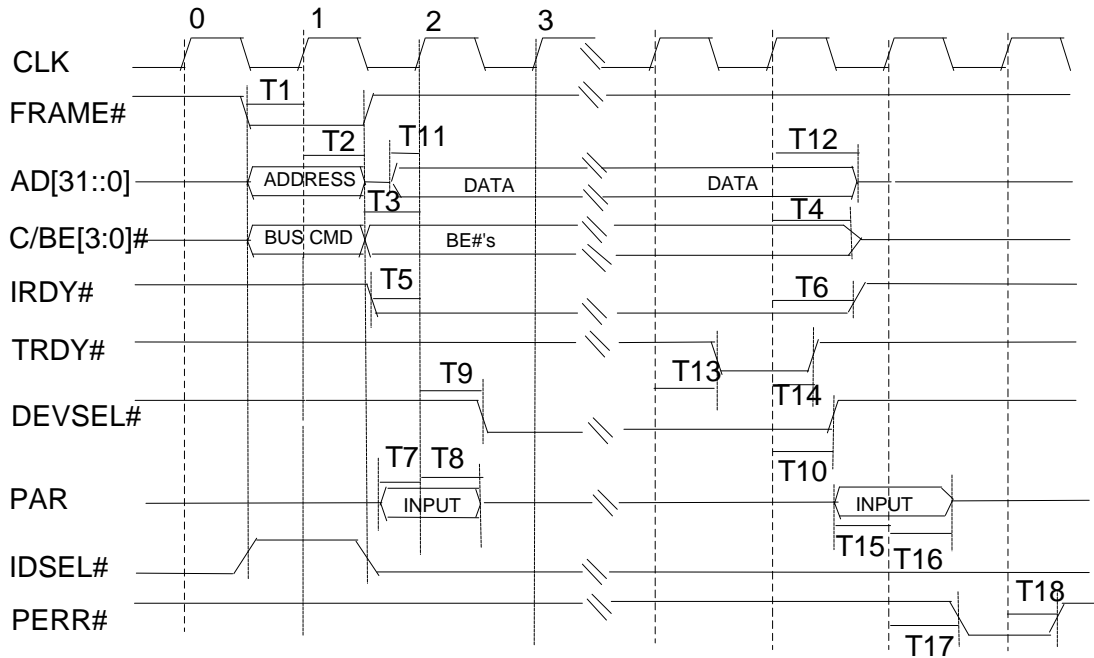 0 1 2 3
CLK
T1
FRAME#
T2 T11 T12
AD[31::0] ADDRESS DATA DATA
T3 T4
C/BE[3:0]# BUS CMD BE#'s
T5 T6
IRDY#
TRDY#
T9 T13 T14
DEVSEL#
T7 T8 T10
PAR INPUT INPUT
T15 T16
IDSEL#
T18
PERR#
T17